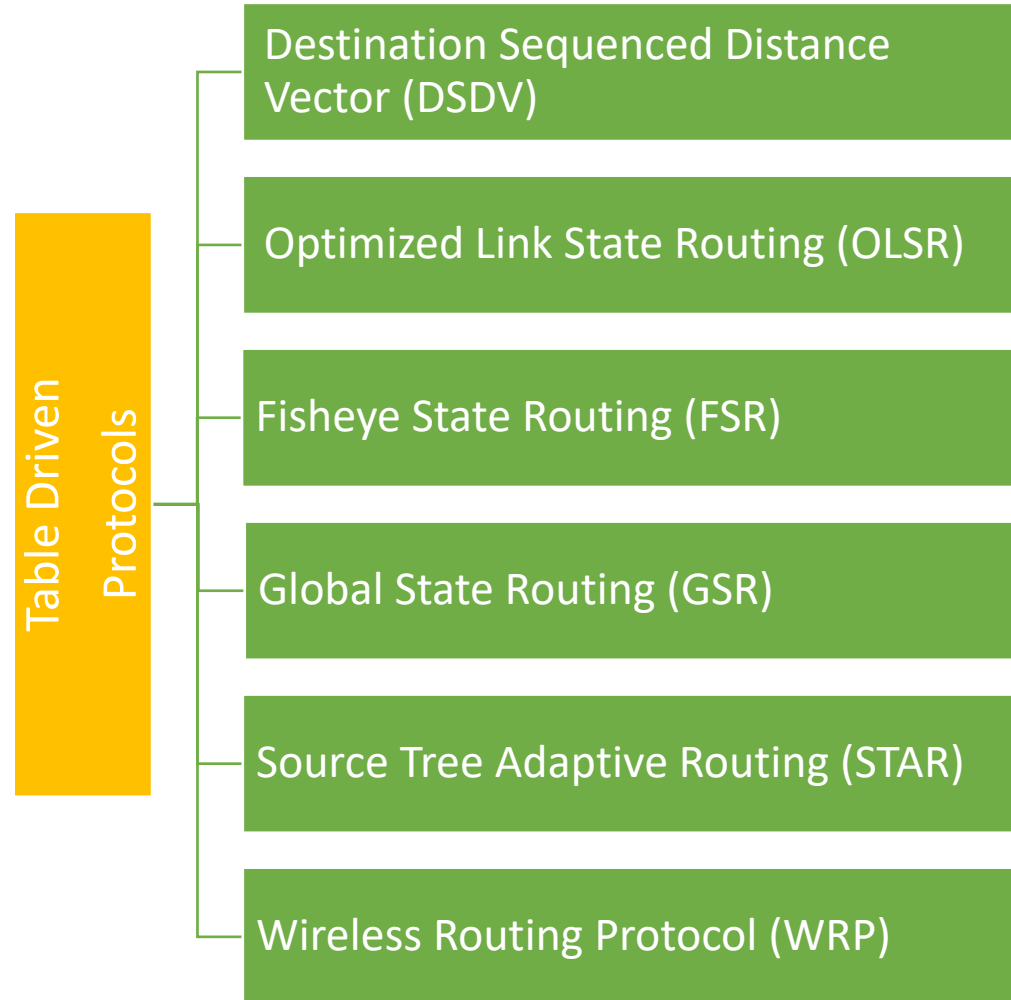 Table Driven
Protocols
Destination Sequenced Distance
Vector (DSDV)
Optimized Link State Routing (OLSR)
Fisheye State Routing (FSR)
Global State Routing (GSR)
Source Tree Adaptive Routing (STAR)
Wireless Routing Protocol (WRP)